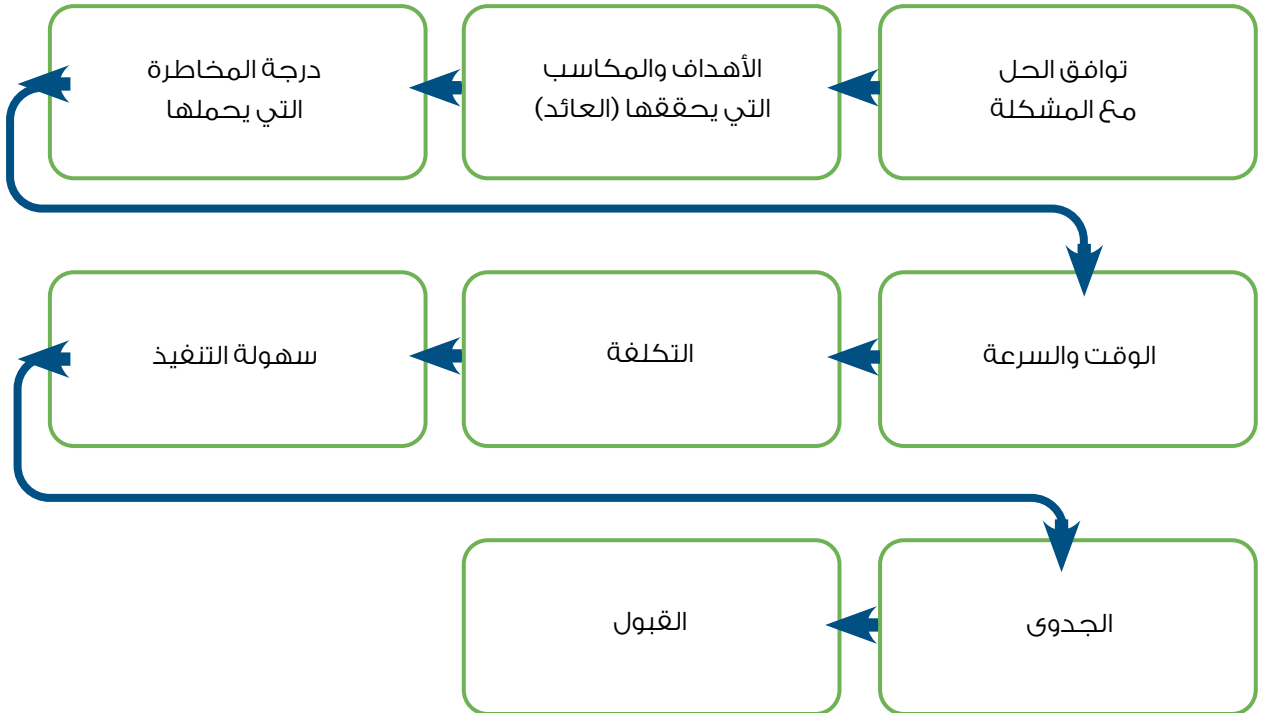 توافق الحل
مع المشكلة
الأهداف والمكاسب
التي يحققها (العائد)
درجة المخاطرة
التي يحملها
الوقت والسرعة
التكلفة
سهولة التنفيذ
الجدوى
القبول